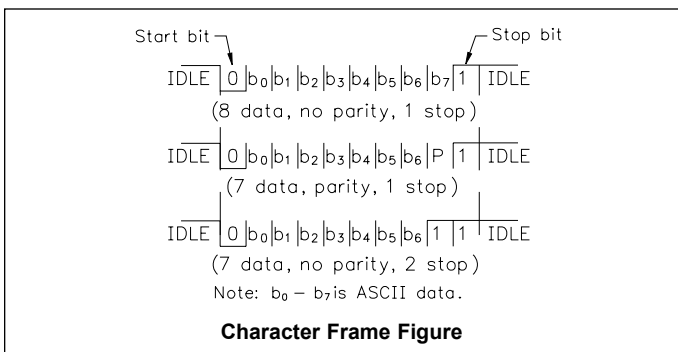 Start bit Stop bit
IDLE 0 b₀ b₁ b₂ b₃ b₄ b₅ b₆ b₇ 1 IDLE
(8 data, no parity, 1 stop)
IDLE 0 b₀ b₁ b₂ b₃ b₄ b₅ b₆ P 1 IDLE
(7 data, parity, 1 stop)
IDLE 0 b₀ b₁ b₂ b₃ b₄ b₅ b₆ 1 1 IDLE
(7 data, no parity, 2 stop)
Note: b₀ – b₇ is ASCII data.
Character Frame Figure